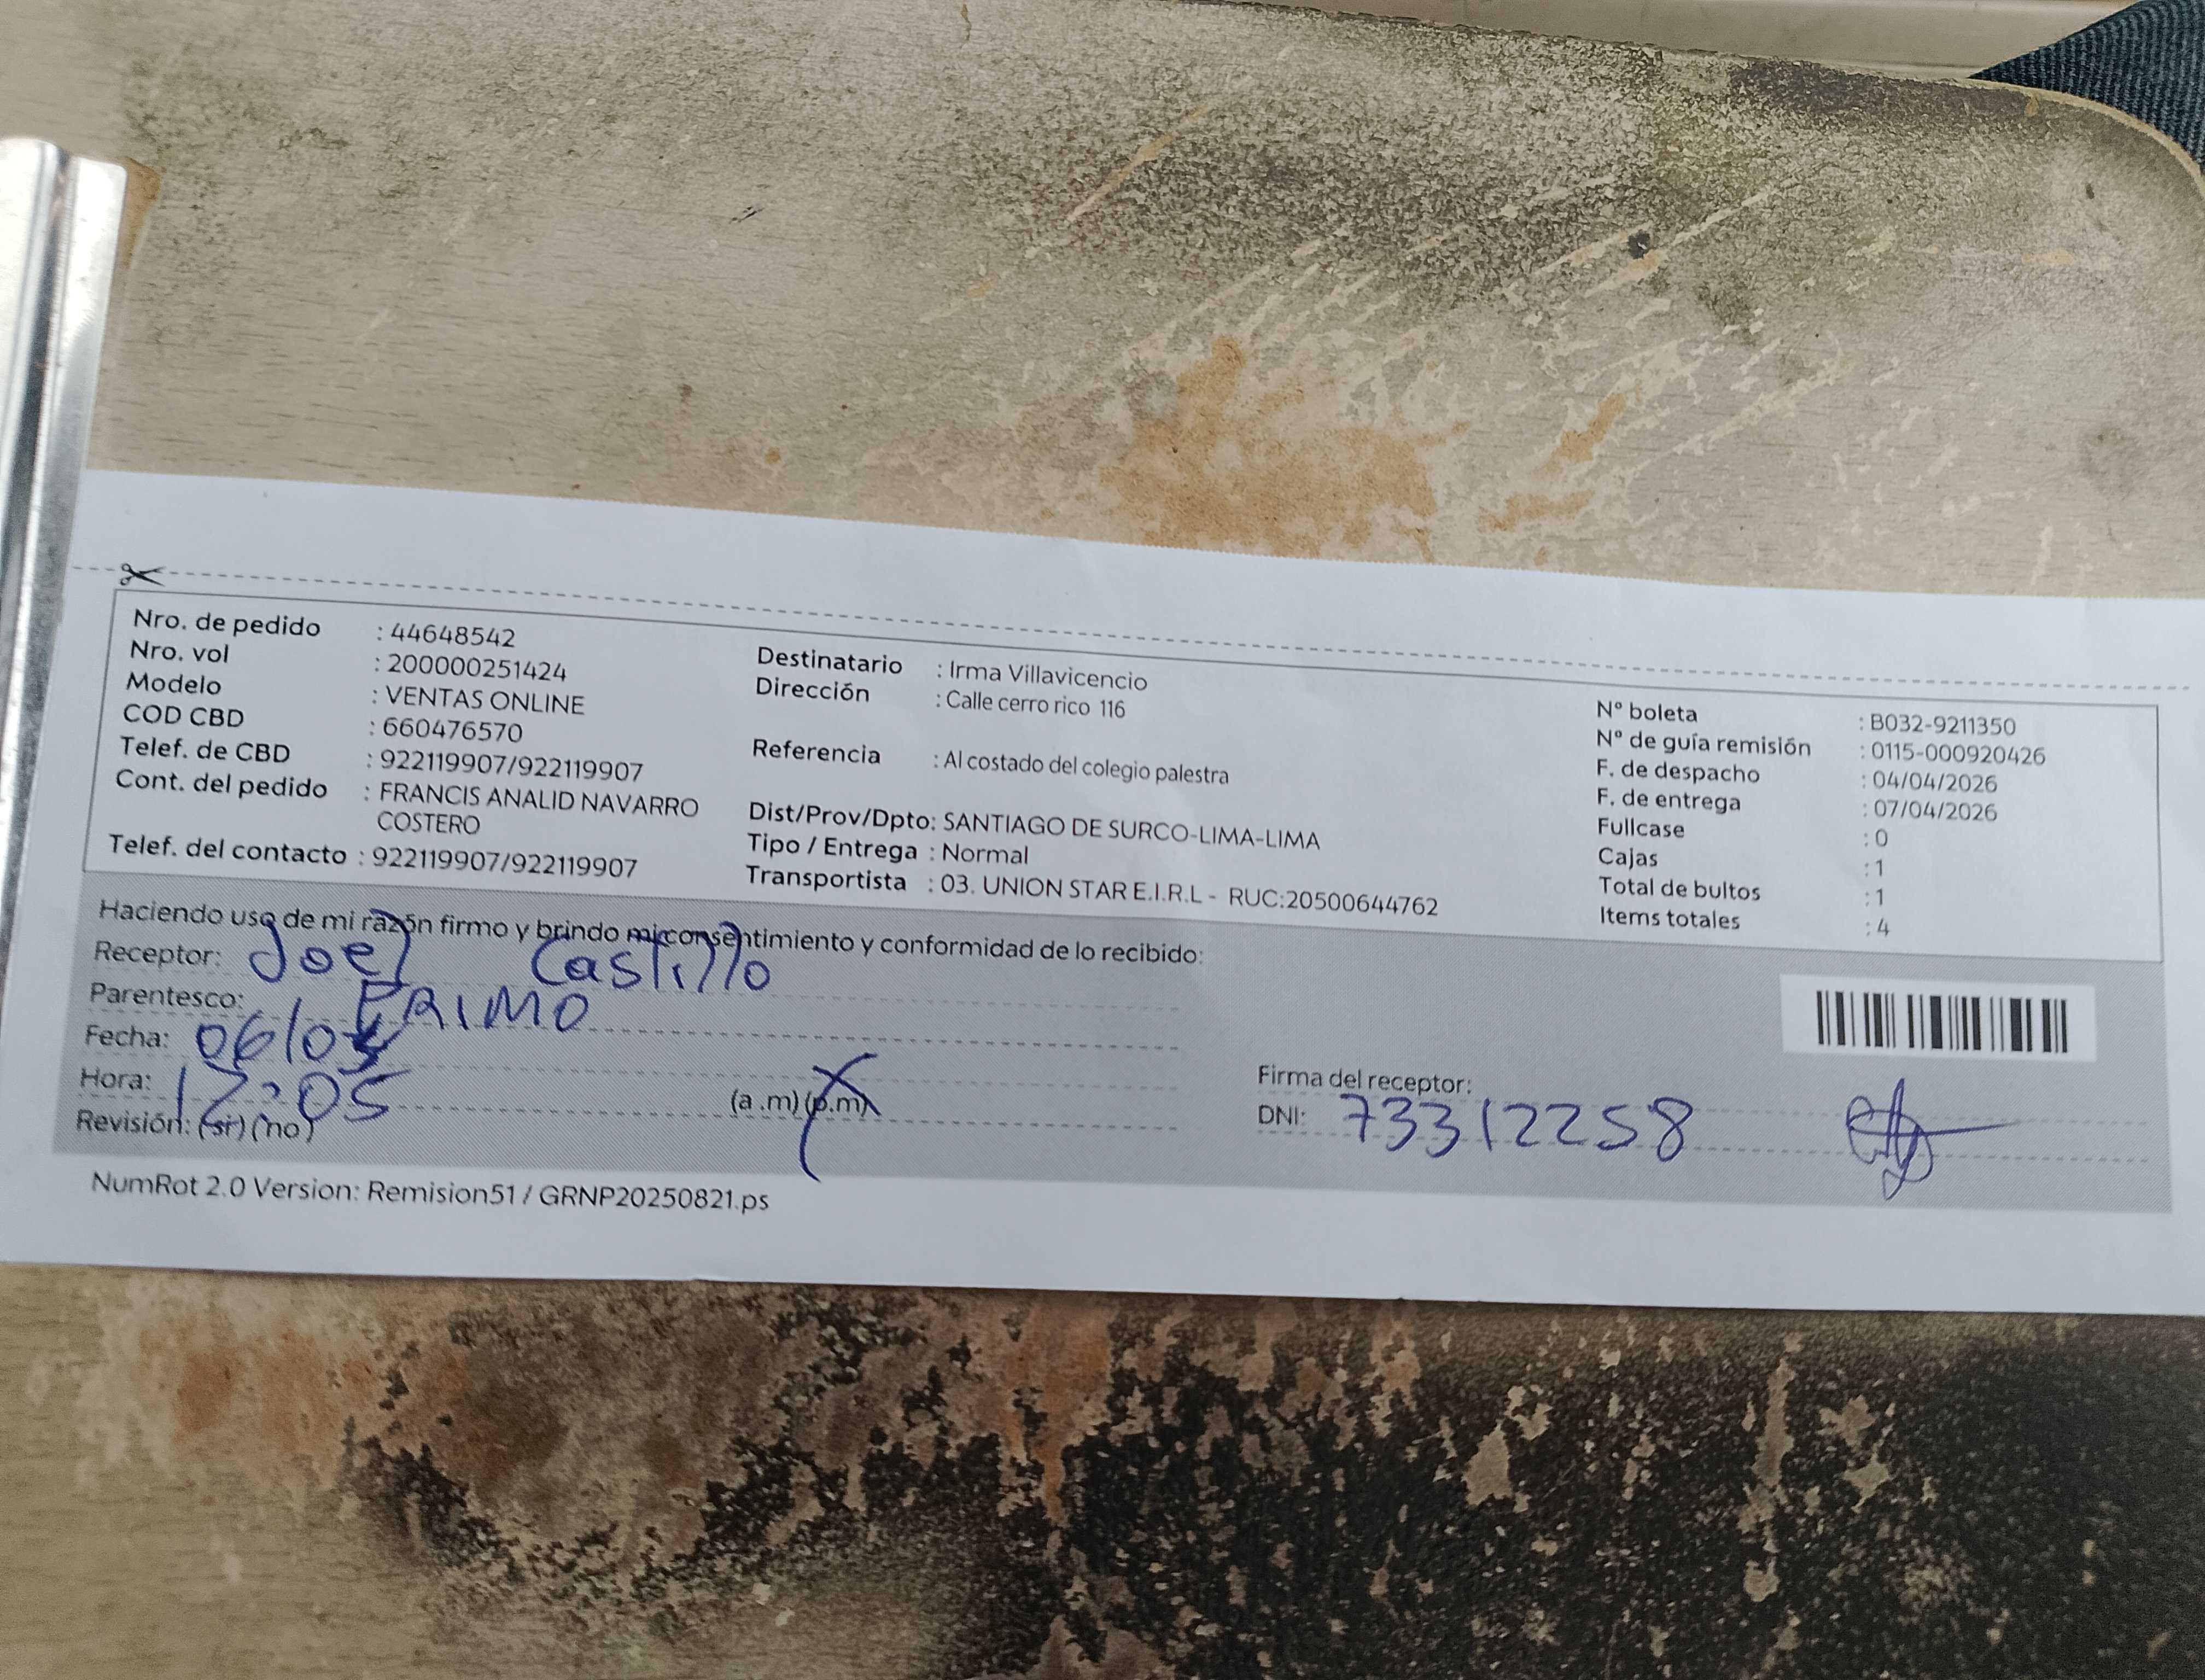 Nro. de pedido : 44648542
Nro. vol : 200000251424
Modelo : VENTAS ONLINE
COD CBD : 660476570
Telef. de CBD : 922119907/922119907
Cont. del pedido : FRANCIS ANALID NAVARRO
COSTERO
Telef. del contacto : 922119907/922119907
Destinatario : Irma Villavicencio
Dirección : Calle cerro rico 116
Referencia : Al costado del colegio palestra
Dist/Prov/Dpto: SANTIAGO DE SURCO-LIMA-LIMA
Tipo / Entrega : Normal
Transportista : 03. UNION STAR E.I.R.L - RUC:20500644762
N° boleta : B032-9211350
N° de guía remisión : 0115-000920426
F. de despacho : 04/04/2026
F. de entrega : 07/04/2026
Fullcase : 0
Cajas : 1
Total de bultos : 1
Items totales : 4
Haciendo uso de mi razón firmo y brindo mi consentimiento y conformidad de lo recibido:
Receptor: Joel Castillo
Parentesco: PRIMO
Fecha:
Hora: 12:05 (a .m) (p.m)
Revisión: (si) (no)
Firma del receptor:
DNI: 73312258
NumRot 2.0 Version: Remision51 / GRNP20250821.ps